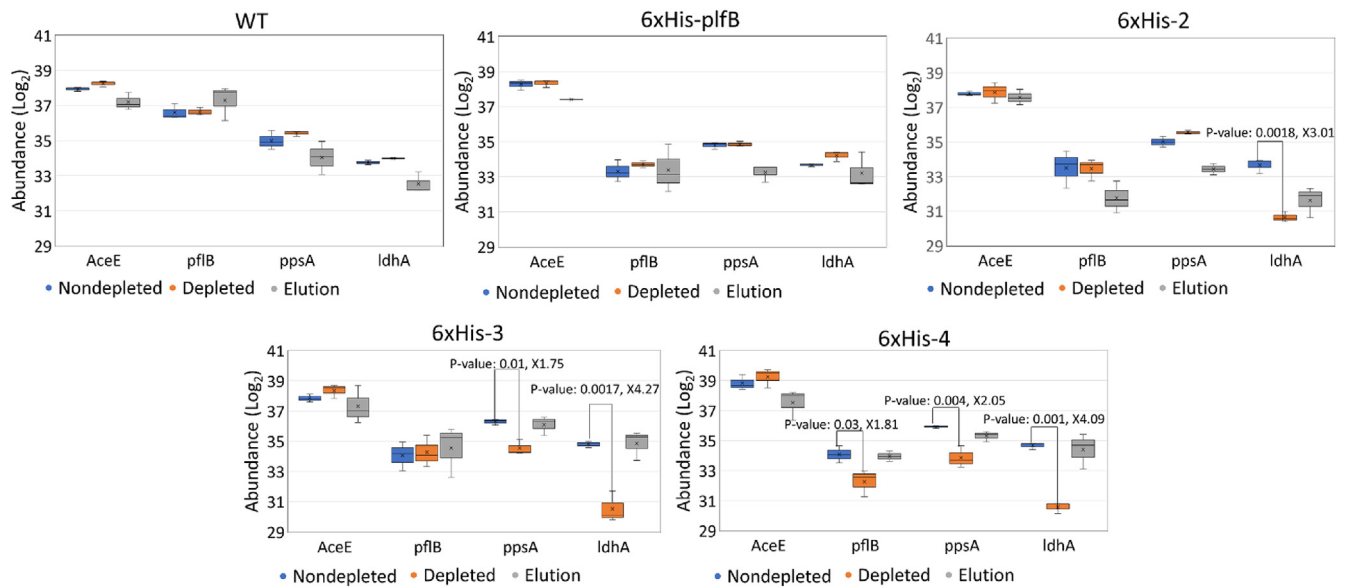 WT
Abundance (Log2)
41
39
37
35
33
31
29
AceE pflB ppsA ldhA
Nondepleted Depleted Elution
6xHis-plfB
Abundance (Log2)
41
39
37
35
33
31
29
AceE pflB ppsA ldhA
Nondepleted Depleted Elution
6xHis-2
Abundance (Log2)
41
39
37
35
33
31
29
P-value: 0.0018, X3.01
AceE pflB ppsA ldhA
Nondepleted Depleted Elution
6xHis-3
Abundance (Log2)
41
39
37
35
33
31
29
P-value: 0.01, X1.75
P-value: 0.0017, X4.27
AceE pflB ppsA ldhA
Nondepleted Depleted Elution
6xHis-4
Abundance (Log2)
41
39
37
35
33
31
29
P-value: 0.004, X2.05
P-value: 0.03, X1.81
P-value: 0.001, X4.09
AceE pflB ppsA ldhA
Nondepleted Depleted Elution